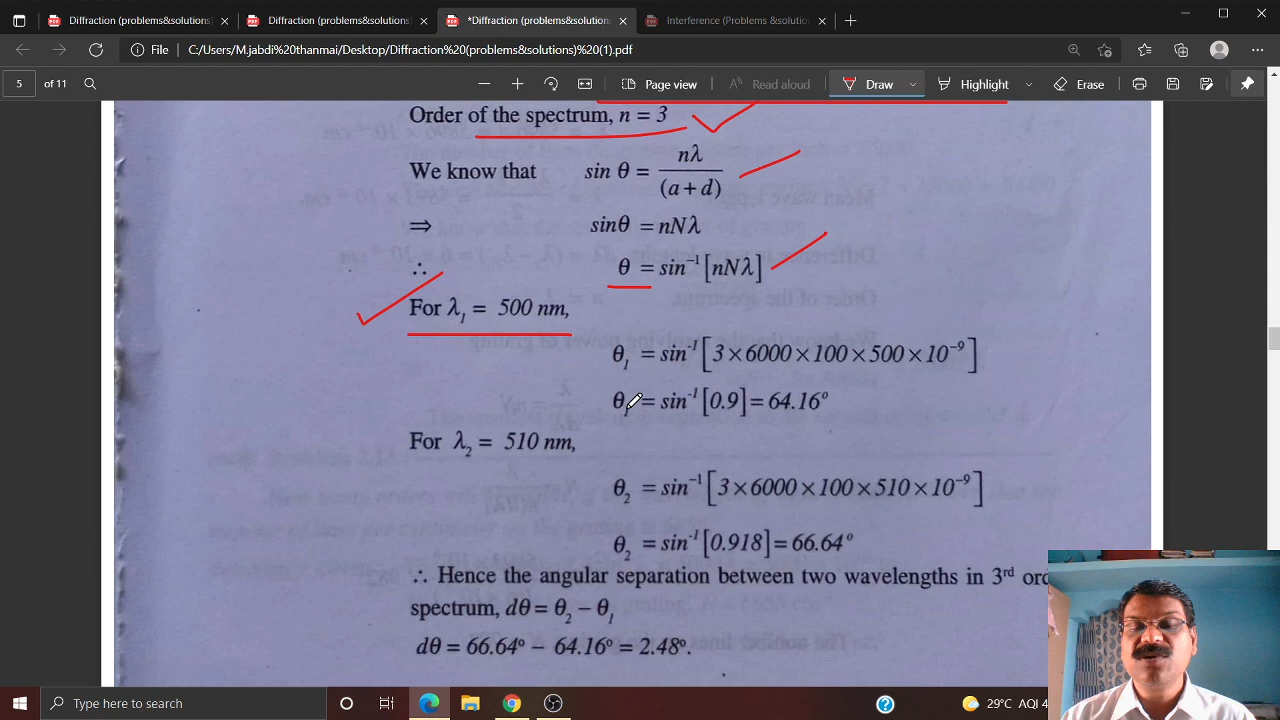 Diffraction (problems&solutions)
Diffraction (problems&solutions)
*Diffraction (problems&solutions
Interference (Problems &solution
File
C:/Users/M.jabdi%20thanmai/Desktop/Diffraction%20(problems&solutions)%20(1).pdf
5 of 11
Page view
Read aloud
Draw
Highlight
Erase
Order of the spectrum, n = 3
We know that sin θ = nλ / (a+d)
⇒ sinθ = nNλ
∴ θ = sin⁻¹[nNλ]
For λ₁ = 500 nm,
θ₁ = sin⁻¹[3×6000×100×500×10⁻⁹]
θ₁ = sin⁻¹[0.9] = 64.16°
For λ₂ = 510 nm,
θ₂ = sin⁻¹[3×6000×100×510×10⁻⁹]
θ₂ = sin⁻¹[0.918] = 66.64°
∴ Hence the angular separation between two wavelengths in 3rd ord
spectrum, dθ = θ₂ − θ₁
dθ = 66.64° − 64.16° = 2.48°.
Type here to search
29°C AQI 4